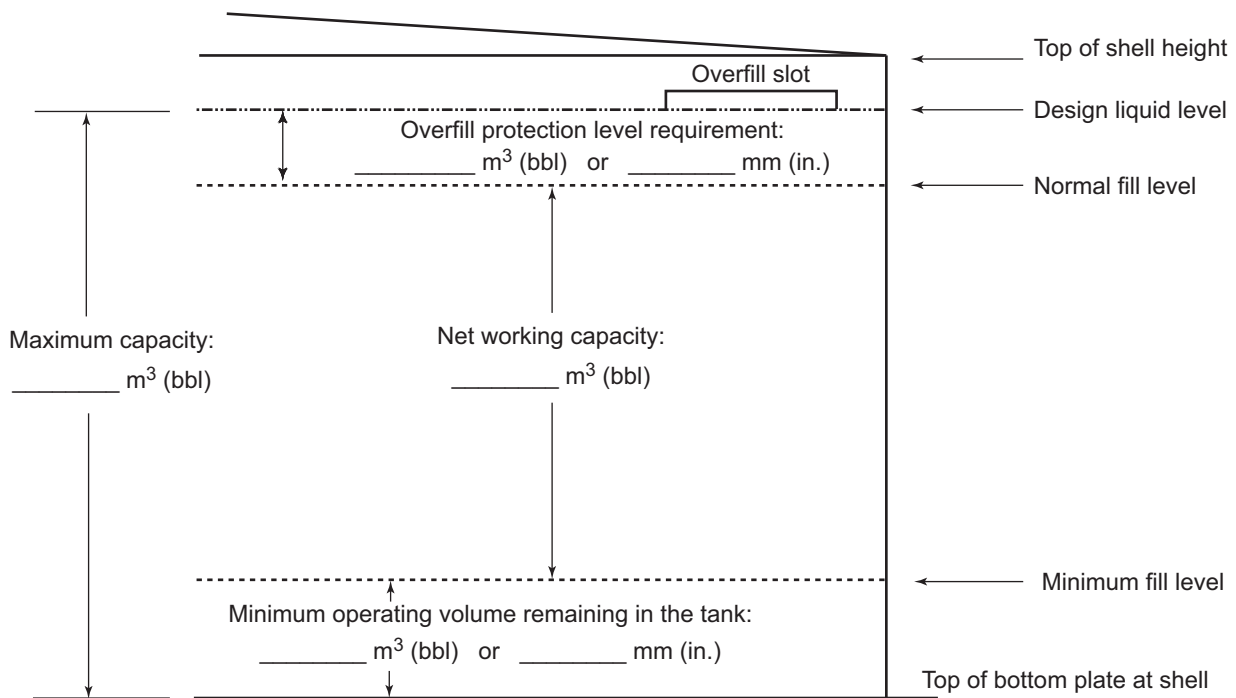 Top of shell height
Overfill slot
Design liquid level
Overfill protection level requirement:
_________ m³ (bbl) or ________ mm (in.)
Normal fill level
Maximum capacity:
________ m³ (bbl)
Net working capacity:
________ m³ (bbl)
Minimum fill level
Minimum operating volume remaining in the tank:
________ m³ (bbl) or ________ mm (in.)
Top of bottom plate at shell